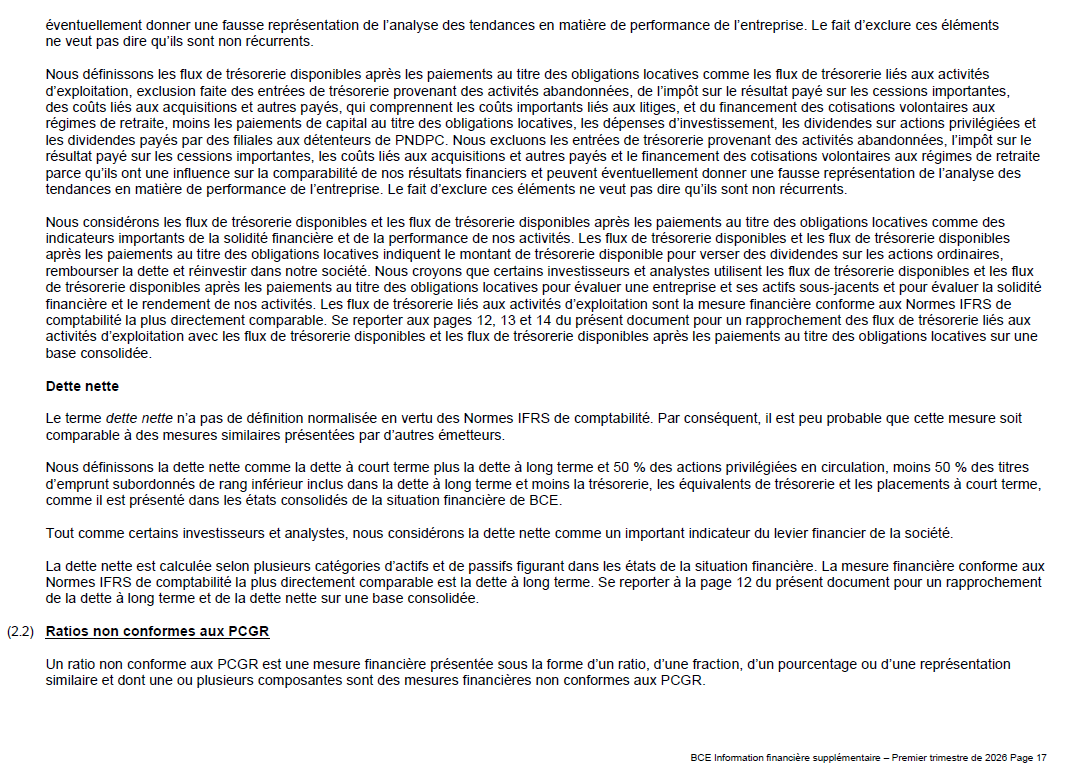 éventuellement donner une fausse représentation de l'analyse des tendances en matière de performance de l'entreprise. Le fait d'exclure ces éléments
ne veut pas dire qu'ils sont non récurrents.
Nous définissons les flux de trésorerie disponibles après les paiements au titre des obligations locatives comme les flux de trésorerie liés aux activités
d'exploitation, exclusion faite des entrées de trésorerie provenant des activités abandonnées, de l'impôt sur le résultat payé sur les cessions importantes,
des coûts liés aux acquisitions et autres payés, qui comprennent les coûts importants liés aux litiges, et du financement des cotisations volontaires aux
régimes de retraite, moins les paiements de capital au titre des obligations locatives, les dépenses d'investissement, les dividendes sur actions privilégiées et
les dividendes payés par des filiales aux détenteurs de PNDPC. Nous excluons les entrées de trésorerie provenant des activités abandonnées, l'impôt sur le
résultat payé sur les cessions importantes, les coûts liés aux acquisitions et autres payés et le financement des cotisations volontaires aux régimes de retraite
parce qu'ils ont une influence sur la comparabilité de nos résultats financiers et peuvent éventuellement donner une fausse représentation de l'analyse des
tendances en matière de performance de l'entreprise. Le fait d'exclure ces éléments ne veut pas dire qu'ils sont non récurrents.
Nous considérons les flux de trésorerie disponibles et les flux de trésorerie disponibles après les paiements au titre des obligations locatives comme des
indicateurs importants de la solidité financière et de la performance de nos activités. Les flux de trésorerie disponibles et les flux de trésorerie disponibles
après les paiements au titre des obligations locatives indiquent le montant de trésorerie disponible pour verser des dividendes sur les actions ordinaires,
rembourser la dette et réinvestir dans notre société. Nous croyons que certains investisseurs et analystes utilisent les flux de trésorerie disponibles et les flux
de trésorerie disponibles après les paiements au titre des obligations locatives pour évaluer une entreprise et ses actifs sous-jacents et pour évaluer la solidité
financière et le rendement de nos activités. Les flux de trésorerie liés aux activités d'exploitation sont la mesure financière conforme aux Normes IFRS de
comptabilité la plus directement comparable. Se reporter aux pages 12, 13 et 14 du présent document pour un rapprochement des flux de trésorerie liés aux
activités d'exploitation avec les flux de trésorerie disponibles et les flux de trésorerie disponibles après les paiements au titre des obligations locatives sur une
base consolidée.
Dette nette
Le terme dette nette n'a pas de définition normalisée en vertu des Normes IFRS de comptabilité. Par conséquent, il est peu probable que cette mesure soit
comparable à des mesures similaires présentées par d'autres émetteurs.
Nous définissons la dette nette comme la dette à court terme plus la dette à long terme et 50 % des actions privilégiées en circulation, moins 50 % des titres
d'emprunt subordonnés de rang inférieur inclus dans la dette à long terme et moins la trésorerie, les équivalents de trésorerie et les placements à court terme,
comme il est présenté dans les états consolidés de la situation financière de BCE.
Tout comme certains investisseurs et analystes, nous considérons la dette nette comme un important indicateur du levier financier de la société.
La dette nette est calculée selon plusieurs catégories d'actifs et de passifs figurant dans les états de la situation financière. La mesure financière conforme aux
Normes IFRS de comptabilité la plus directement comparable est la dette à long terme. Se reporter à la page 12 du présent document pour un rapprochement
de la dette à long terme et de la dette nette sur une base consolidée.
(2.2) Ratios non conformes aux PCGR
Un ratio non conforme aux PCGR est une mesure financière présentée sous la forme d'un ratio, d'une fraction, d'un pourcentage ou d'une représentation
similaire et dont une ou plusieurs composantes sont des mesures financières non conformes aux PCGR.
BCE Information financière supplémentaire – Premier trimestre de 2026 Page 17